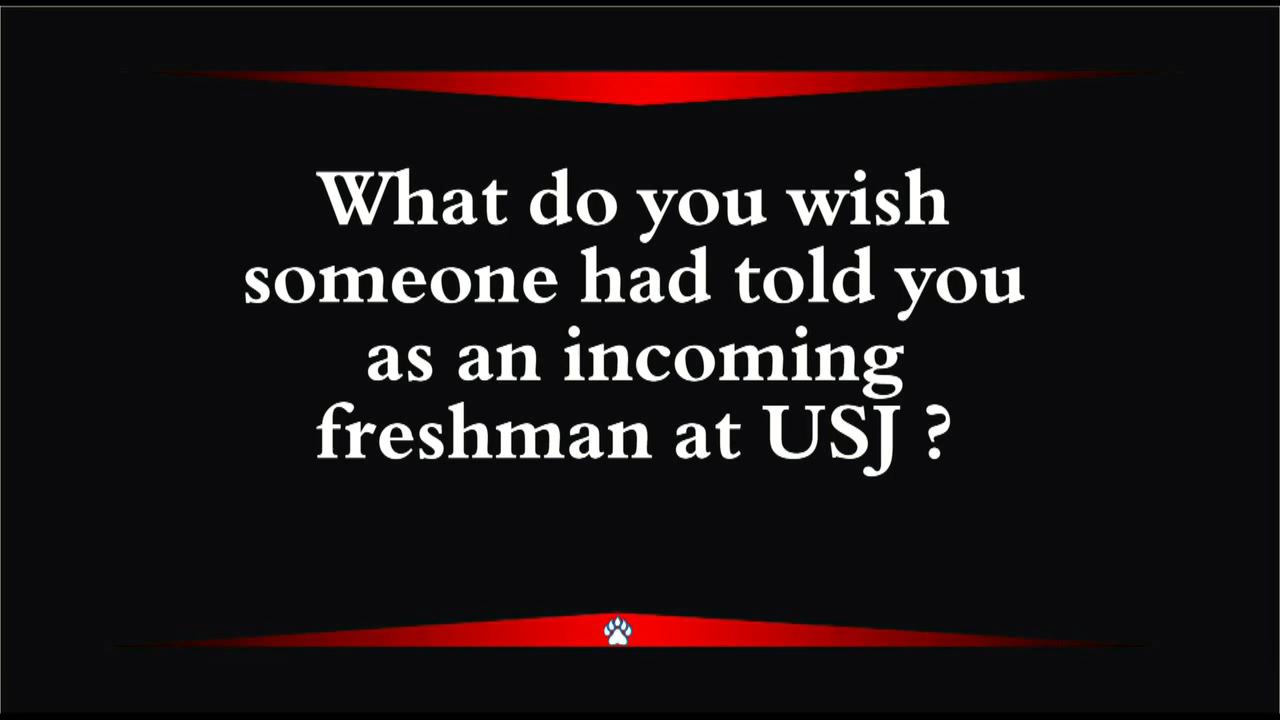 What do you wish
someone had told you
as an incoming
freshman at USJ ?